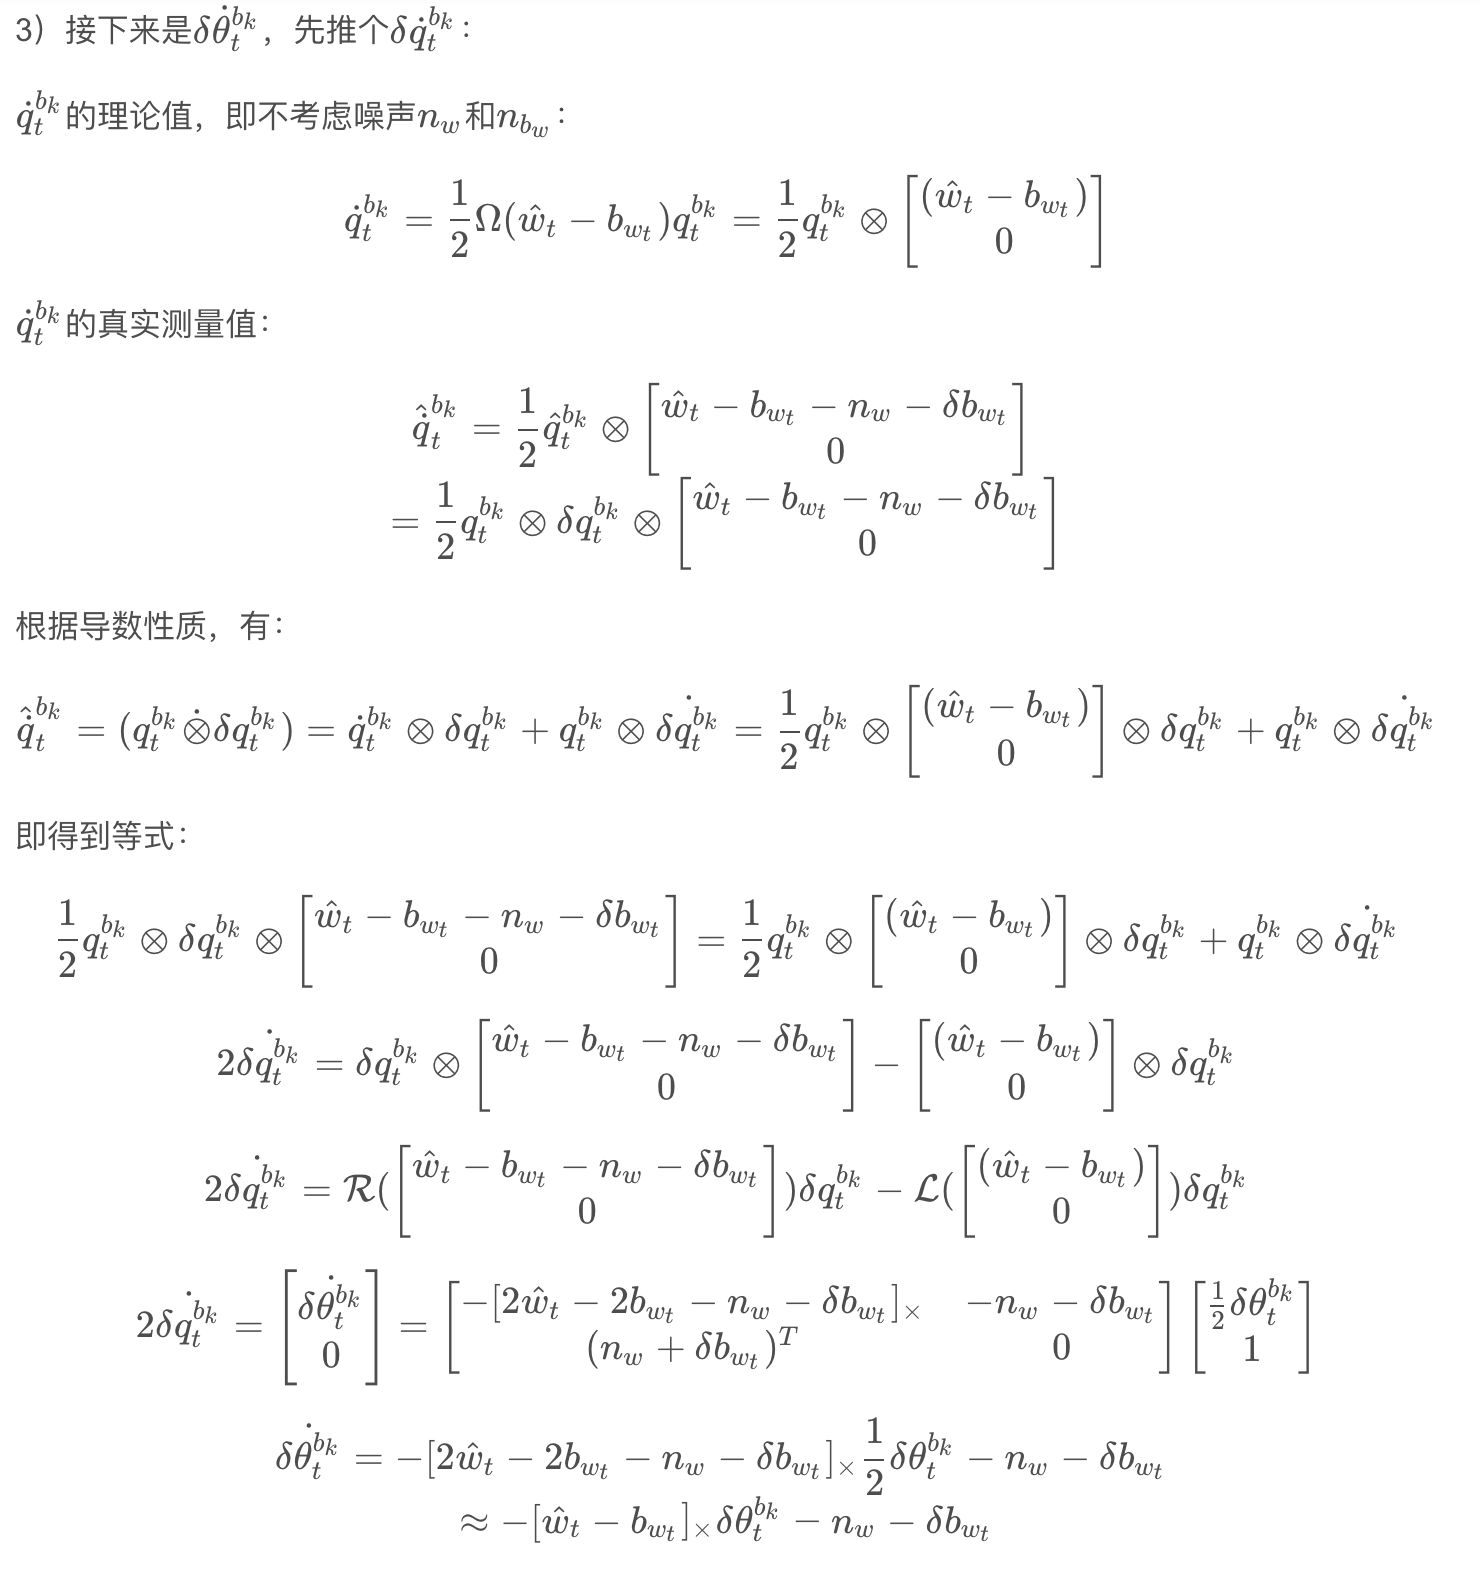 3）接下来是$\delta\dot{\theta}_t^{b_k}$，先推个$\delta\dot{q}_t^{b_k}$：
$\dot{q}_t^{b_k}$的理论值，即不考虑噪声$n_w$和$n_{b_w}$：
$\dot{q}_t^{b_k} = \frac{1}{2}\Omega(\hat{w}_t - b_{w_t})q_t^{b_k} = \frac{1}{2}q_t^{b_k} \otimes \begin{bmatrix}(\hat{w}_t - b_{w_t})\\0\end{bmatrix}$
$\dot{q}_t^{b_k}$的真实测量值：
$\hat{\dot{q}}_t^{b_k} = \frac{1}{2}\hat{q}_t^{b_k} \otimes \begin{bmatrix}\hat{w}_t - b_{w_t} - n_w - \delta b_{w_t}\\0\end{bmatrix}$
$= \frac{1}{2}q_t^{b_k} \otimes \delta q_t^{b_k} \otimes \begin{bmatrix}\hat{w}_t - b_{w_t} - n_w - \delta b_{w_t}\\0\end{bmatrix}$
根据导数性质，有：
$\hat{\dot{q}}_t^{b_k} = (q_t^{b_k} \dot{\otimes} \delta q_t^{b_k}) = \dot{q}_t^{b_k} \otimes \delta q_t^{b_k} + q_t^{b_k} \otimes \delta \dot{q_t^{b_k}} = \frac{1}{2}q_t^{b_k} \otimes \begin{bmatrix}(\hat{w}_t - b_{w_t})\\0\end{bmatrix} \otimes \delta q_t^{b_k} + q_t^{b_k} \otimes \delta \dot{q_t^{b_k}}$
即得到等式：
$\frac{1}{2}q_t^{b_k} \otimes \delta q_t^{b_k} \otimes \begin{bmatrix}\hat{w}_t - b_{w_t} - n_w - \delta b_{w_t}\\0\end{bmatrix} = \frac{1}{2}q_t^{b_k} \otimes \begin{bmatrix}(\hat{w}_t - b_{w_t})\\0\end{bmatrix} \otimes \delta q_t^{b_k} + q_t^{b_k} \otimes \delta \dot{q_t^{b_k}}$
$2\delta \dot{q_t^{b_k}} = \delta q_t^{b_k} \otimes \begin{bmatrix}\hat{w}_t - b_{w_t} - n_w - \delta b_{w_t}\\0\end{bmatrix} - \begin{bmatrix}(\hat{w}_t - b_{w_t})\\0\end{bmatrix} \otimes \delta q_t^{b_k}$
$2\delta \dot{q_t^{b_k}} = \mathcal{R}(\begin{bmatrix}\hat{w}_t - b_{w_t} - n_w - \delta b_{w_t}\\0\end{bmatrix})\delta q_t^{b_k} - \mathcal{L}(\begin{bmatrix}(\hat{w}_t - b_{w_t})\\0\end{bmatrix})\delta q_t^{b_k}$
$2\delta \dot{q_t^{b_k}} = \begin{bmatrix}\delta \dot{\theta_t^{b_k}}\\0\end{bmatrix} = \begin{bmatrix}-[2\hat{w}_t - 2b_{w_t} - n_w - \delta b_{w_t}]_\times & -n_w - \delta b_{w_t}\\(n_w + \delta b_{w_t})^T & 0\end{bmatrix}\begin{bmatrix}\frac{1}{2}\delta\theta_t^{b_k}\\1\end{bmatrix}$
$\delta \dot{\theta_t^{b_k}} = -[2\hat{w}_t - 2b_{w_t} - n_w - \delta b_{w_t}]_\times \frac{1}{2}\delta\theta_t^{b_k} - n_w - \delta b_{w_t}$
$\approx -[\hat{w}_t - b_{w_t}]_\times \delta\theta_t^{b_k} - n_w - \delta b_{w_t}$